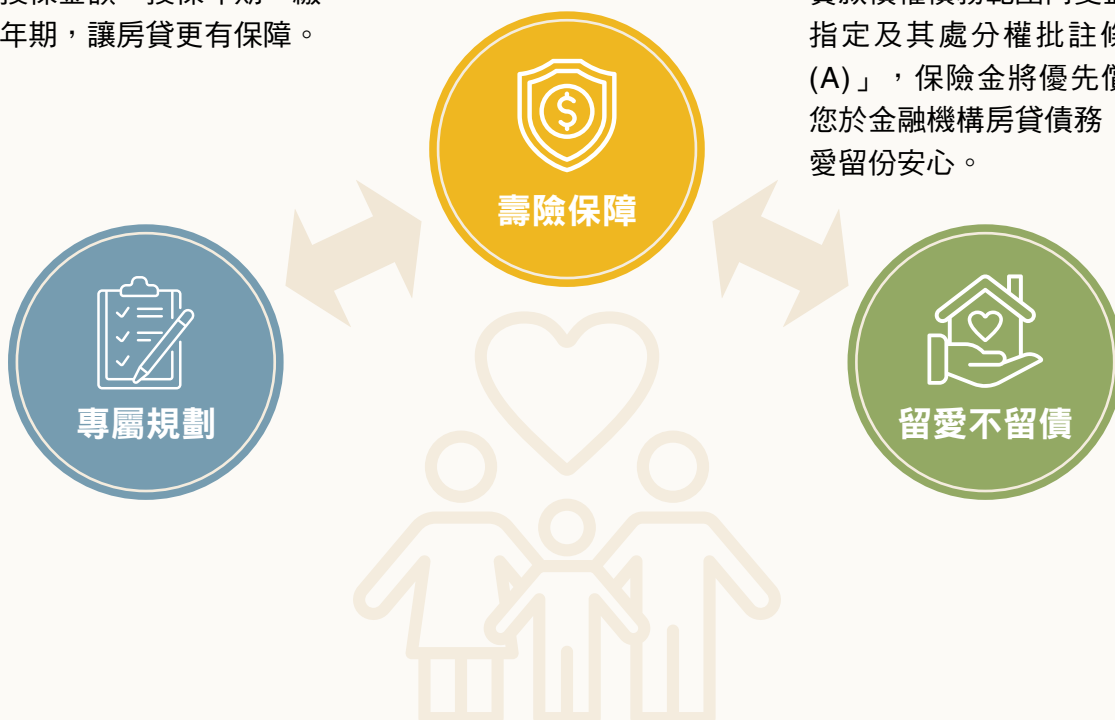 年期，讓房貸更有保障。
指定及其處分權批註條
(A)」，保險金將優先償
您於金融機構房貸債務
愛留份安心。
壽險保障
專屬規劃
留愛不留債